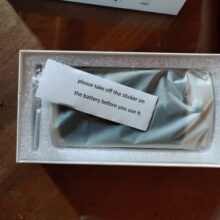 please take off the sticker on
the battery before you use it.